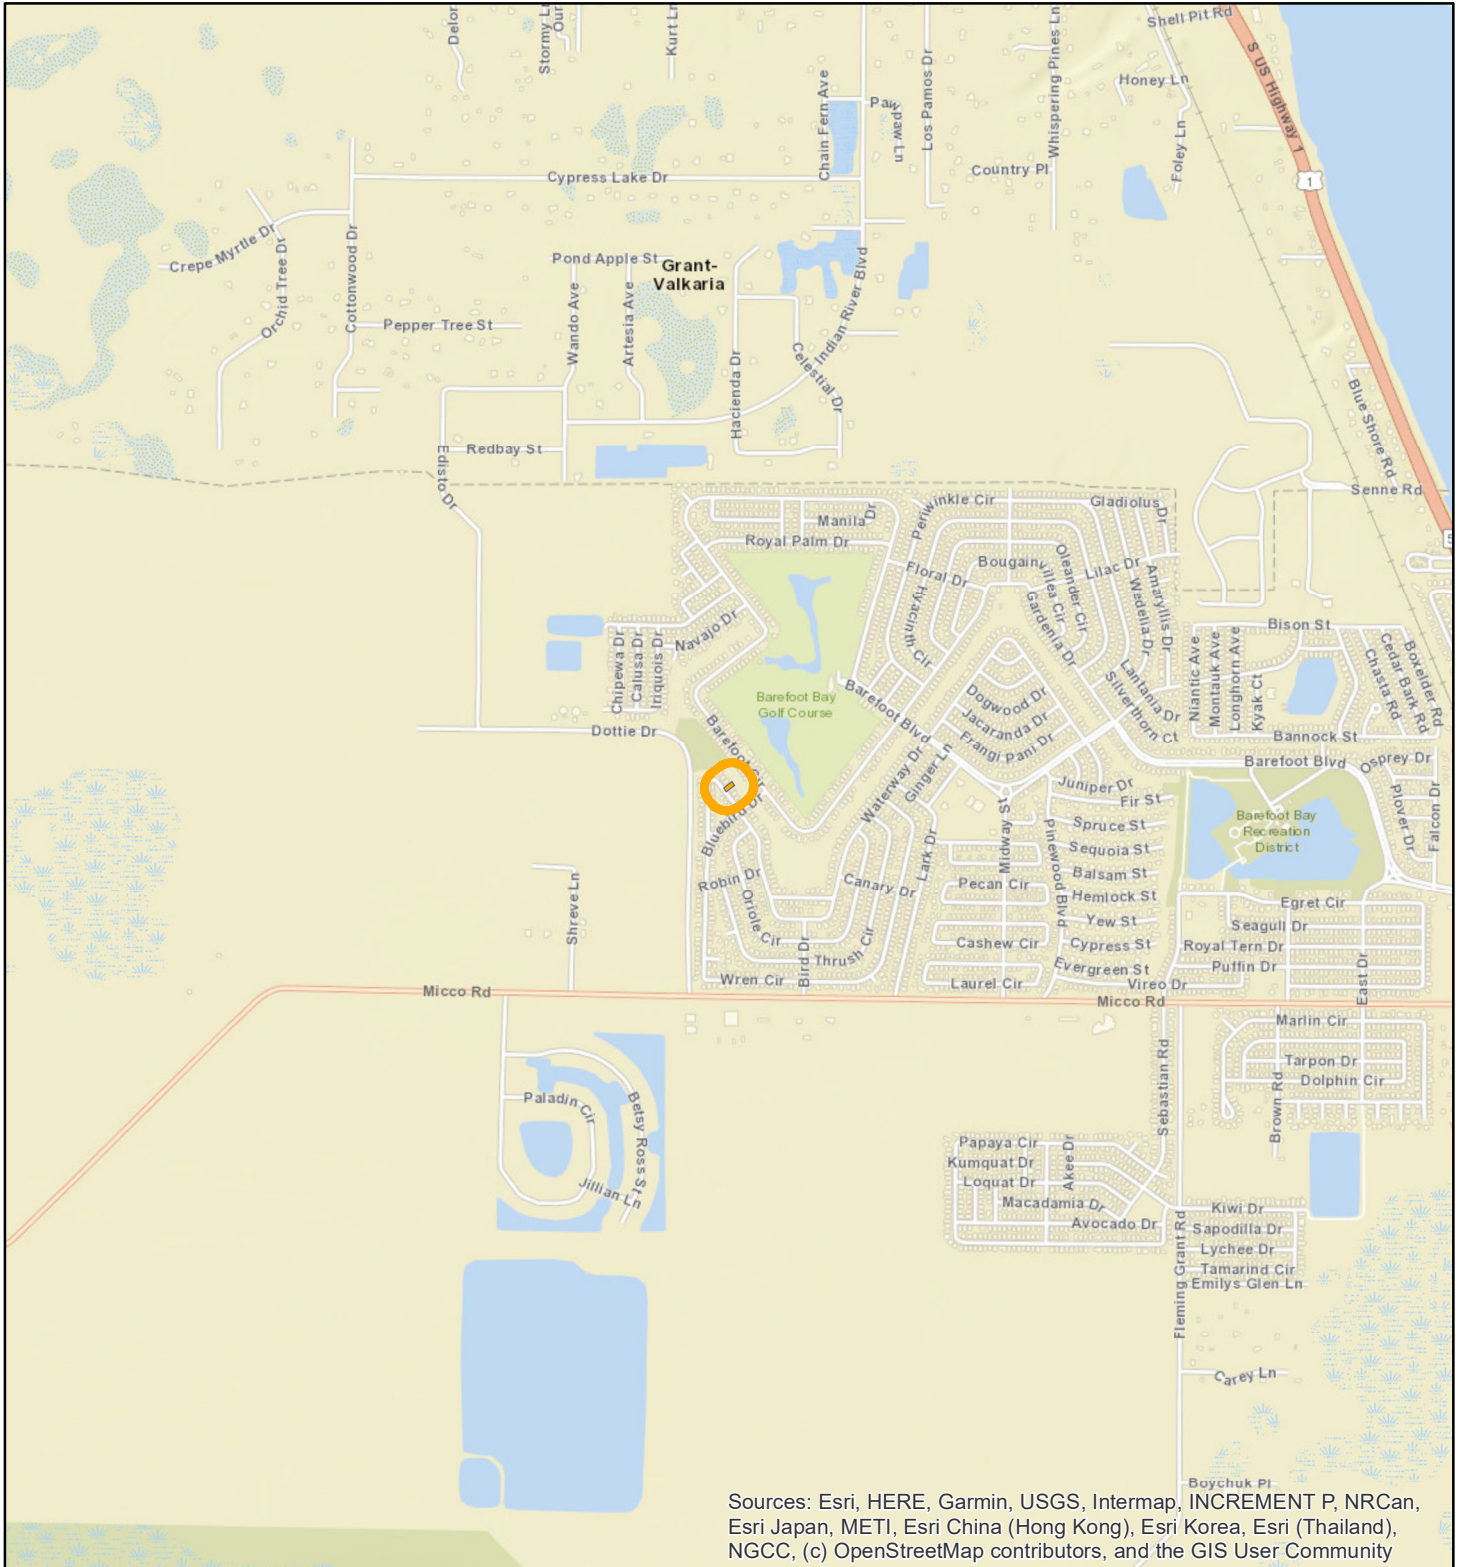 Delor
Stormy Ln
Our
Kurt Ln
Shell Pit Rd
S US Highway 1
1
Whispering Pines Ln
Honey Ln
Chain Fern Ave
Paw
paw Ln
Los Pamos Dr
Foley Ln
Country Pl
Cypress Lake Dr
Crepe Myrtle Dr
Orchid Tree Dr
Cottonwood Dr
Pond Apple St
Grant-
Valkaria
Wando Ave
Artesia Ave
Pepper Tree St
Hacienda Dr
Celestial Dr
Indian River Blvd
Blue Shore Rd
Redbay St
Edisto Dr
Senne Rd
Manila Dr
Royal Palm Dr
Periwinkle Cir
Gladiolus Dr
Floral Dr
Bougainvillea Cir
Oleander Cir
Lilac Dr
Amaryllis Dr
Wadelia Dr
Hyacinth Cir
Gardenia Dr
Navajo Dr
Chipewa Dr
Calusa Dr
Iriquois Dr
Bison St
Niantic Ave
Montauk Ave
Longhorn Ave
Kyak Ct
Boxelder Rd
Cedar Bark Rd
Chasta Rd
Barefoot Bay
Golf Course
Barefoot Blvd
Dogwood Dr
Jacaranda Dr
Frangi Pani Dr
Lantania Dr
Silverthorn Ct
Dottie Dr
Barefoot Cir
Bannock St
Barefoot Blvd
Osprey Dr
Waterway Dr
Ginger Ln
Juniper Dr
Fir St
Plover Dr
Falcon Dr
Bluebird Dr
Midway St
Pinewood Blvd
Spruce St
Barefoot Bay
Recreation
District
Lark Dr
Sequoia St
Robin Dr
Canary Dr
Pecan Cir
Balsam St
Hemlock St
Shreve Ln
Oriole Cir
Yew St
Egret Cir
Seagull Dr
Bird Dr
Thrush Cir
Cashew Cir
Cypress St
Royal Tern Dr
Evergreen St
Puffin Dr
East Dr
Wren Cir
Laurel Cir
Vireo Dr
Micco Rd
Micco Rd
Marlin Cir
Sebastian Rd
Tarpon Dr
Brown Rd
Dolphin Cir
Paladin Cir
Betsy Ross St
Jillian Ln
Papaya Cir
Akee Dr
Kumquat Dr
Loquat Dr
Macadamia Dr
Avocado Dr
Kiwi Dr
Sapodilla Dr
Lychee Dr
Tamarind Cir
Emilys Glen Ln
Fleming Grant Rd
Carey Ln
Boychuk Pl
Sources: Esri, HERE, Garmin, USGS, Intermap, INCREMENT P, NRCan,
Esri Japan, METI, Esri China (Hong Kong), Esri Korea, Esri (Thailand),
NGCC, (c) OpenStreetMap contributors, and the GIS User Community